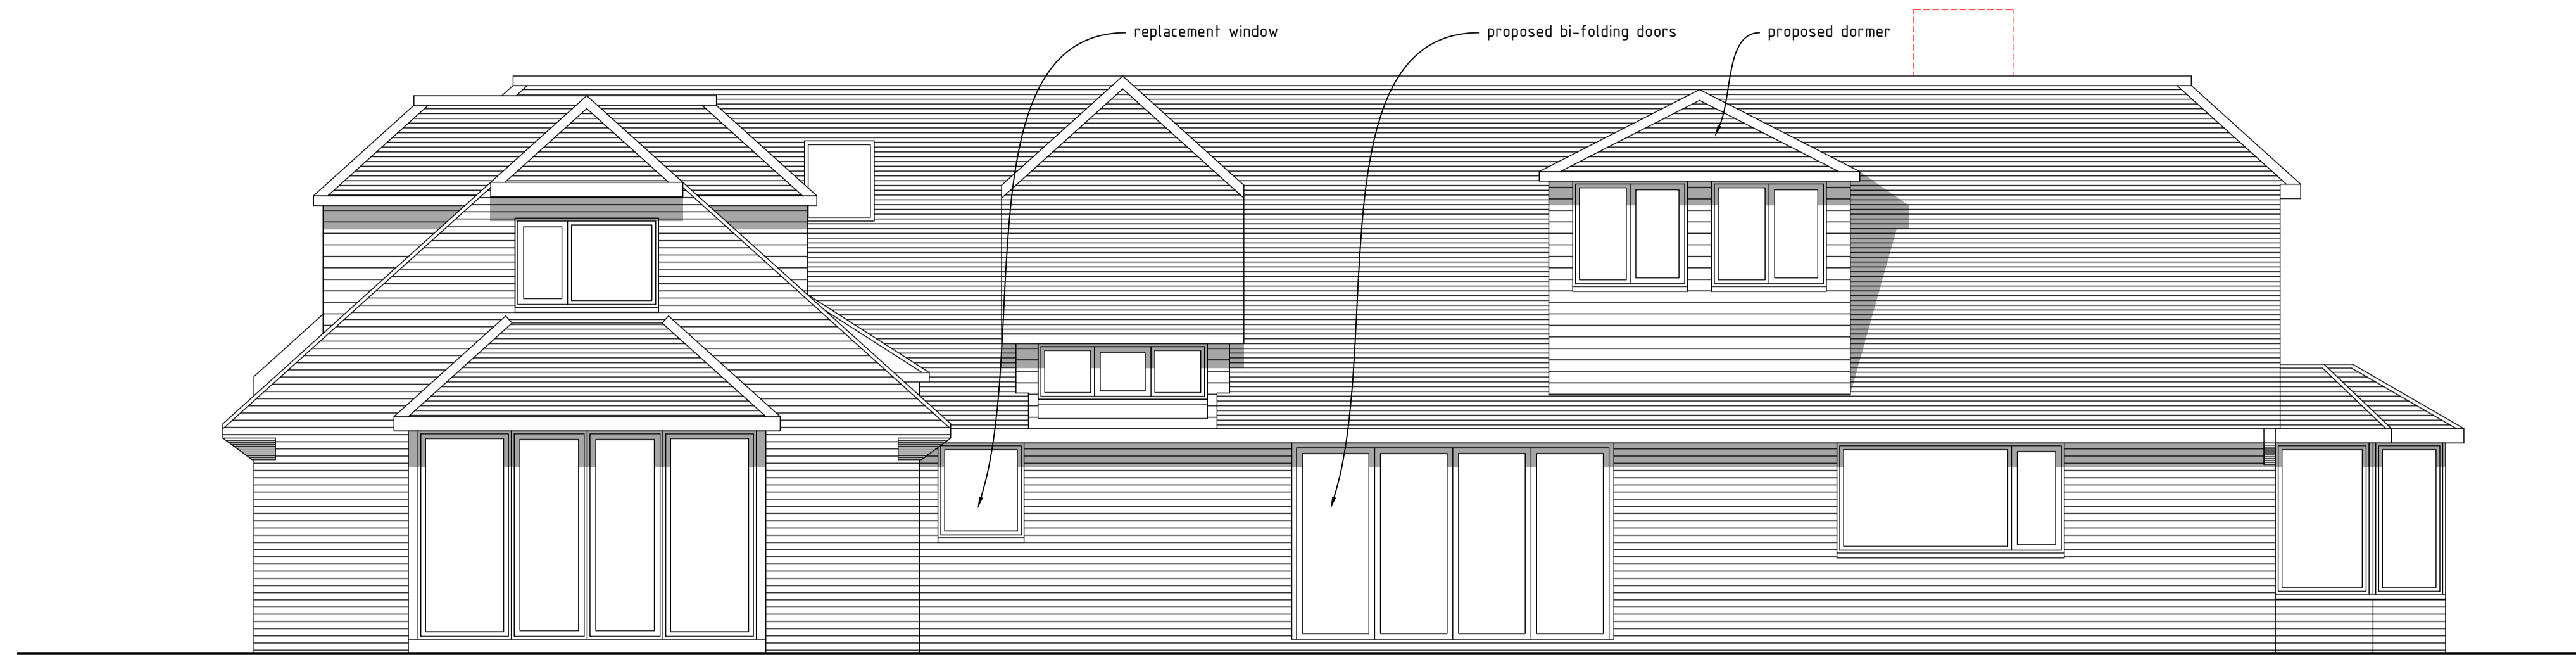 replacement window
proposed bi-folding doors
proposed dormer